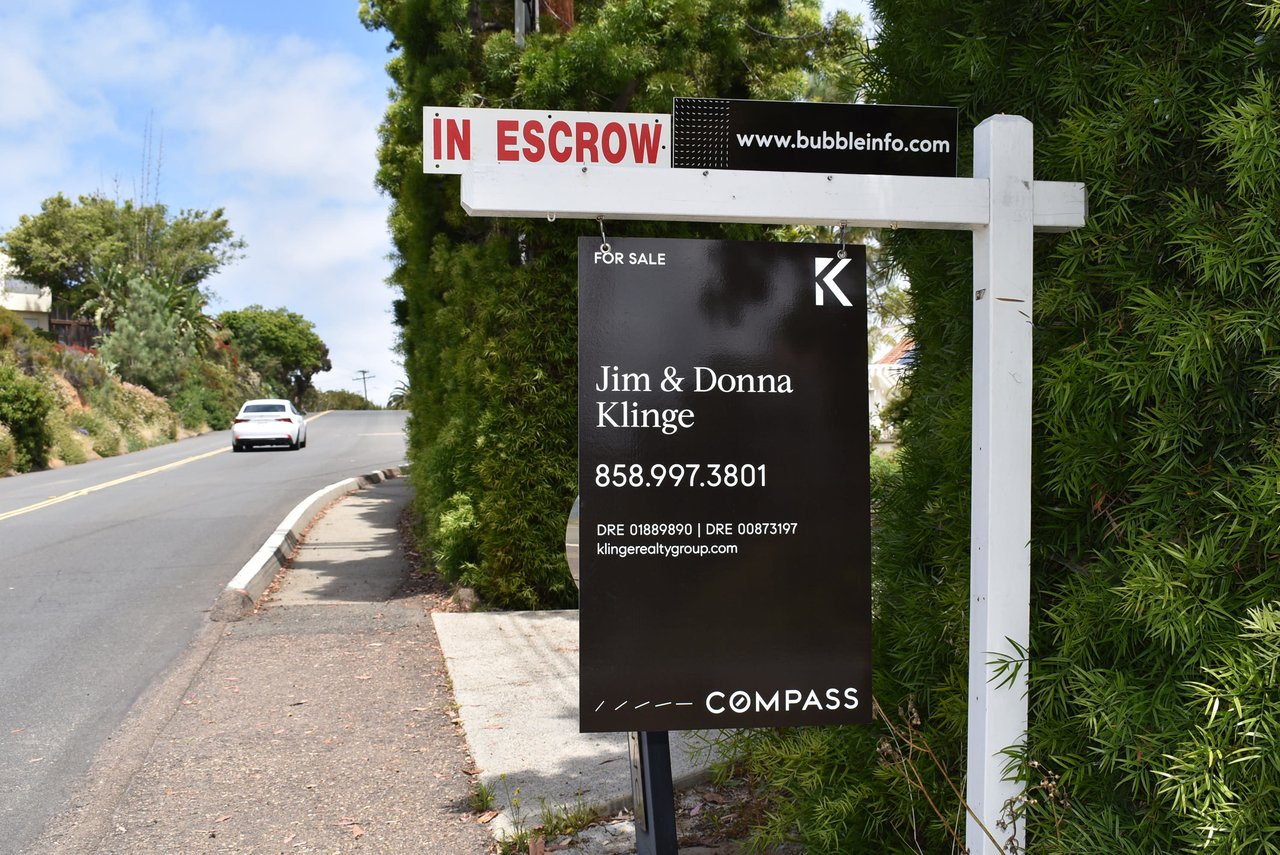 IN ESCROW
www.bubbleinfo.com
FOR SALE
K
Jim & Donna
Klinge
858.997.3801
DRE 01889890 | DRE 00873197
klingerealtygroup.com
COMPASS